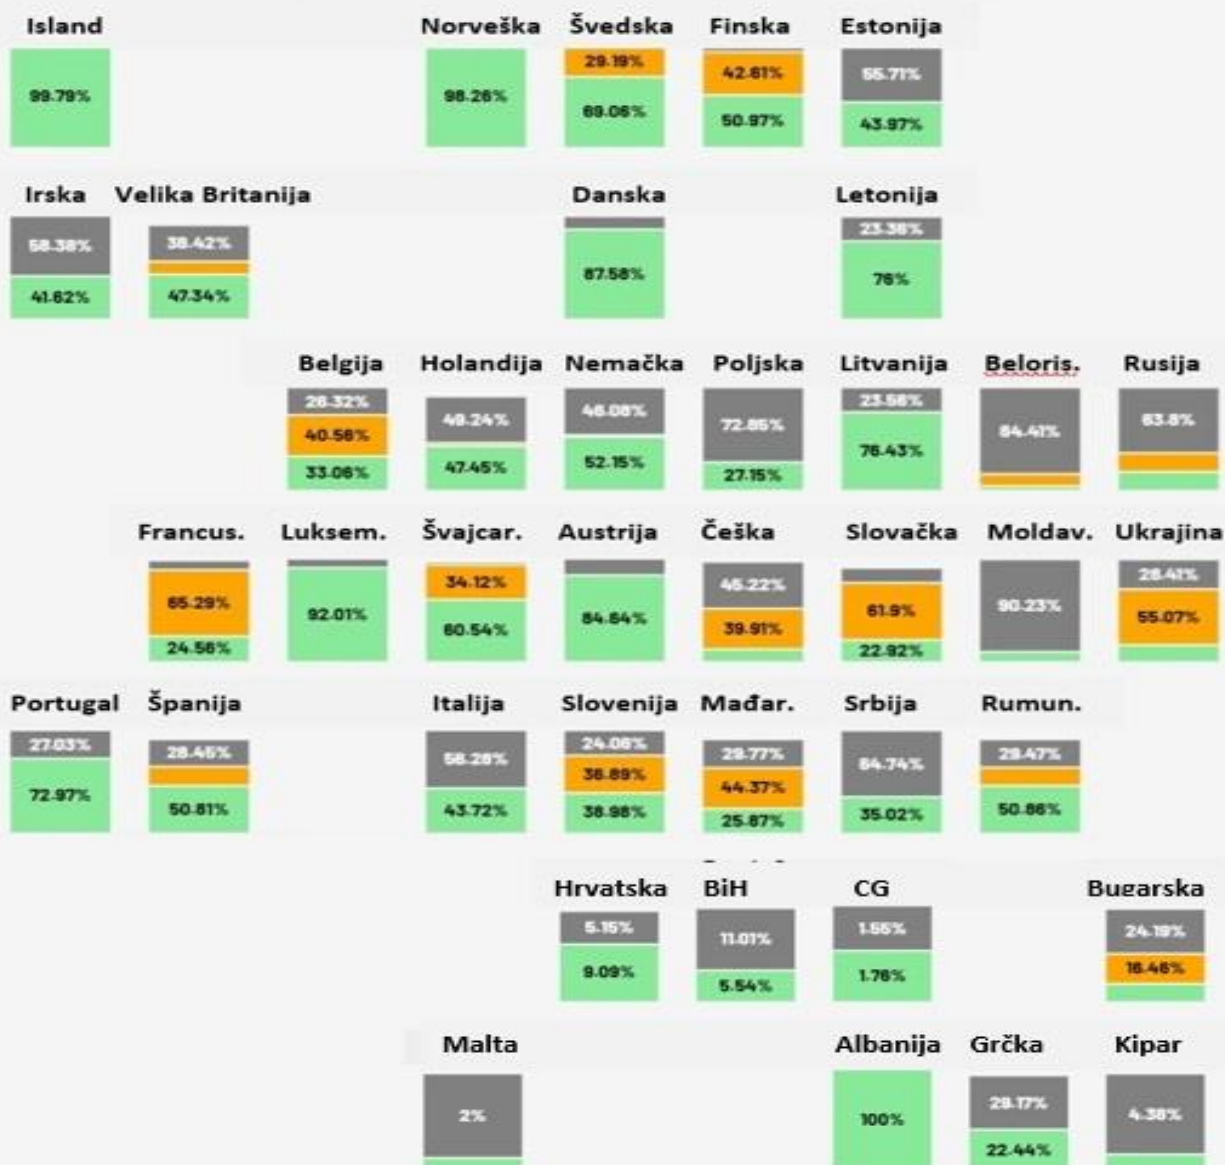 Island Norveška Švedska Finska Estonija
99.79% 98.26% 29.19% 69.06% 42.61% 50.97% 55.71% 43.97%
Irska Velika Britanija Danska Letonija
58.38% 41.62% 38.42% 47.34% 87.58% 23.36% 76%
Belgija Holandija Nemačka Poljska Litvanija Beloris. Rusija
26.32% 40.56% 33.06% 49.24% 47.45% 46.08% 52.15% 72.85% 27.15% 23.56% 76.43% 84.41% 63.8%
Francus. Luksem. Švajcar. Austrija Češka Slovačka Moldav. Ukrajina
65.29% 24.56% 92.01% 34.12% 60.54% 84.64% 45.22% 39.91% 61.9% 22.92% 90.23% 28.41% 55.07%
Portugal Španija Italija Slovenija Mađar. Srbija Rumun.
27.03% 72.97% 28.45% 50.81% 56.28% 43.72% 24.06% 36.89% 38.98% 29.77% 44.37% 25.87% 64.74% 35.02% 29.47% 50.86%
Hrvatska BiH CG Bugarska
5.15% 9.09% 11.01% 5.54% 1.55% 1.76% 24.19% 16.46%
Malta Albanija Grčka Kipar
2% 100% 29.17% 22.44% 4.38%